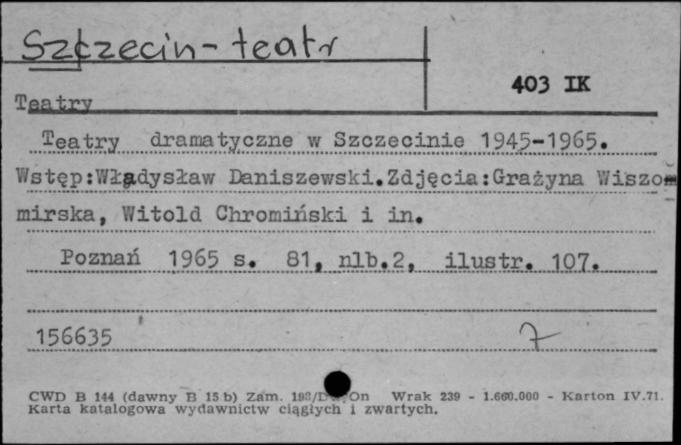 Szczecin - teatr
403 IK
Teatry
Teatry dramatyczne w Szczecinie 1945-1965.
Wstęp:Władysław Daniszewski.Zdjęcia:Grażyna Wiszo-
mirska, Witold Chromiński i in.
Poznań 1965 s. 81, nlb.2, ilustr. 107.
156635
7
CWD B 144 (dawny B 15 b) Zam. On Wrak 239 - 1.660.000 - Karton IV.71.
Karta katalogowa wydawnictw ciągłych i zwartych.